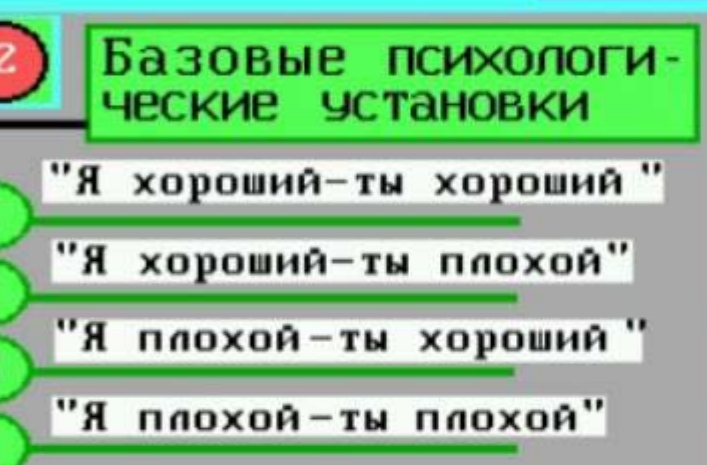 2
Базовые психологи-
ческие установки
"Я хороший-ты хороший "
"Я хороший-ты плохой"
"Я плохой-ты хороший "
"Я плохой-ты плохой"